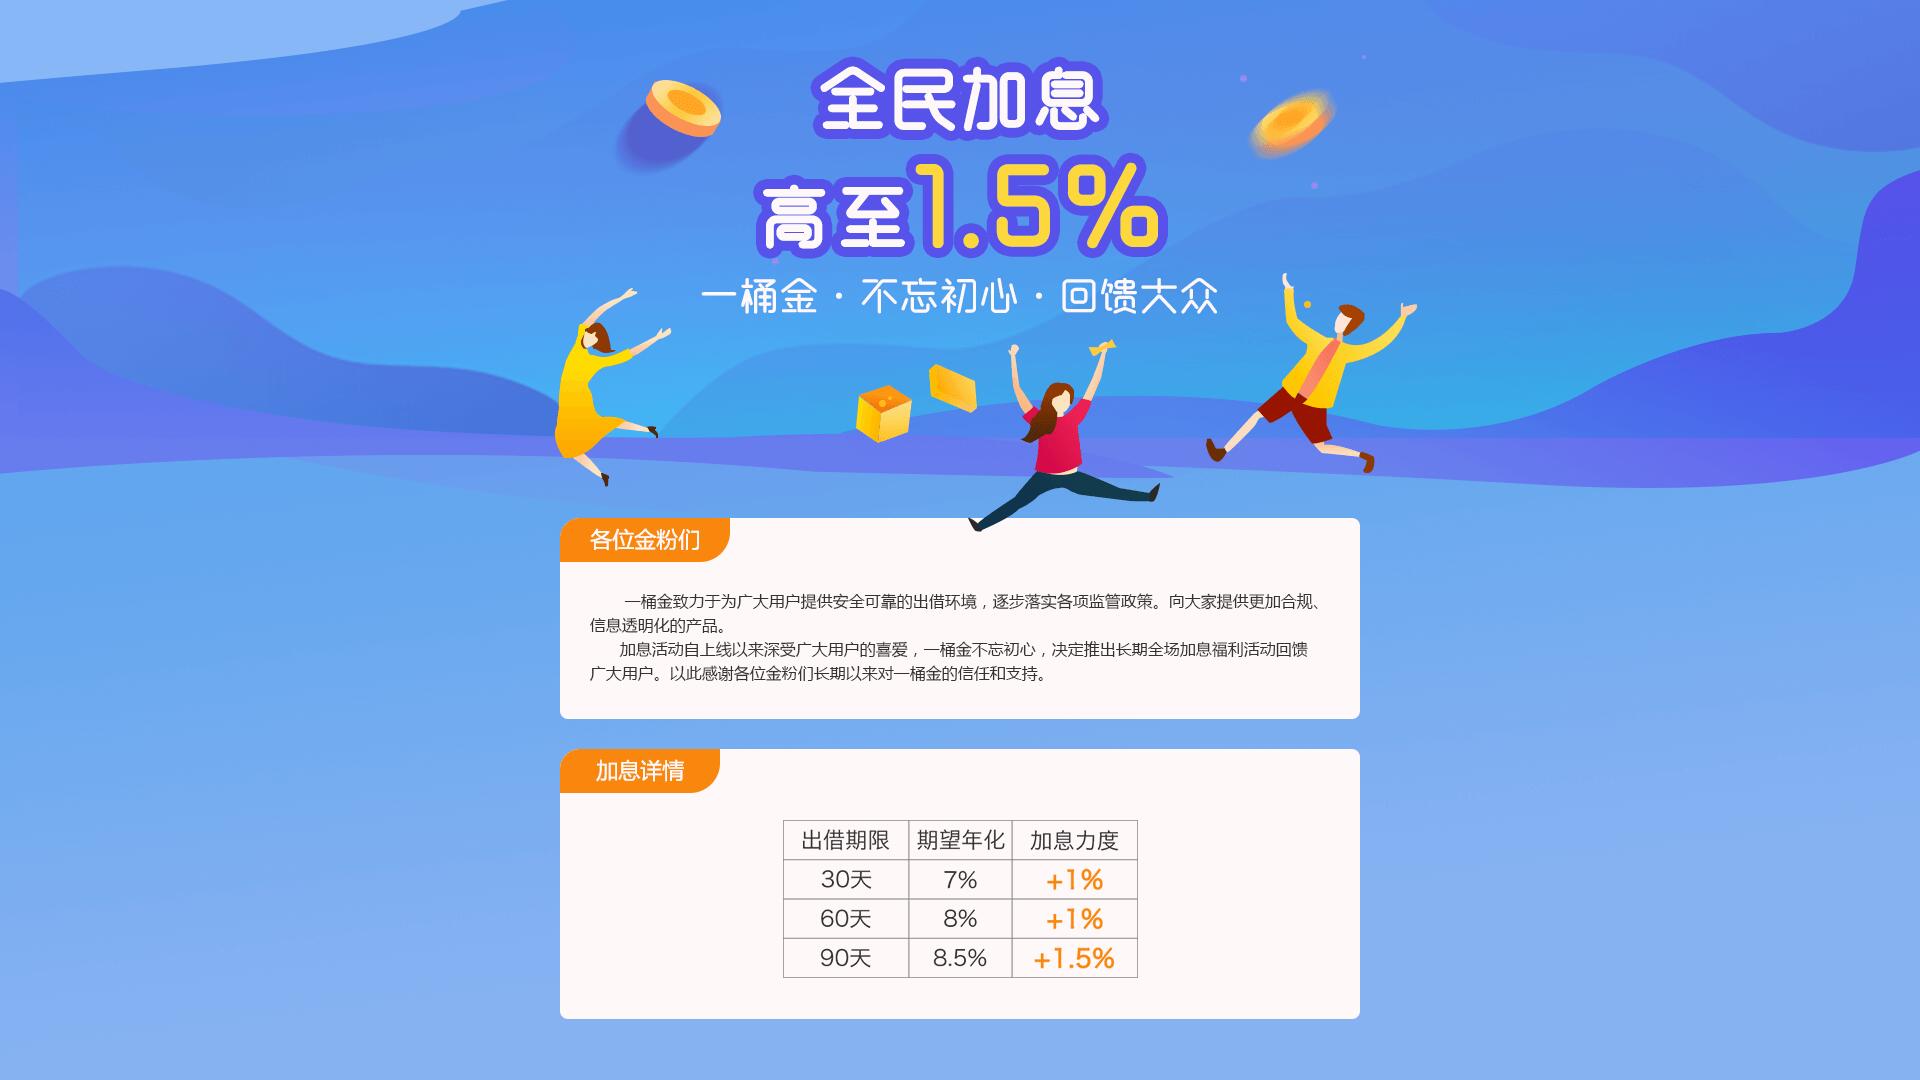 全民加息
高至1.5%
一桶金·不忘初心·回馈大众
各位金粉们
一桶金致力于为广大用户提供安全可靠的出借环境，逐步落实各项监管政策。向大家提供更加合规、
信息透明化的产品。
加息活动自上线以来深受广大用户的喜爱，一桶金不忘初心，决定推出长期全场加息福利活动回馈
广大用户。以此感谢各位金粉们长期以来对一桶金的信任和支持。
加息详情
出借期限 期望年化 加息力度
30天 7% +1%
60天 8% +1%
90天 8.5% +1.5%